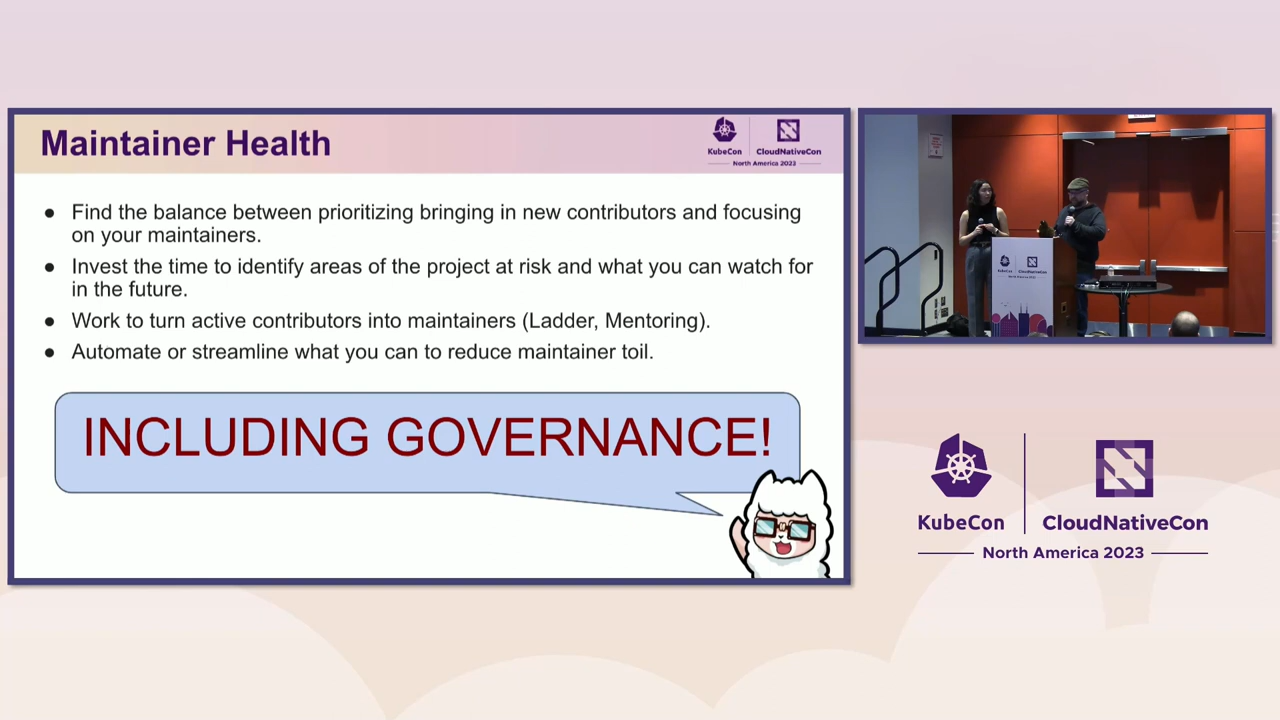 Maintainer Health
KubeCon
CloudNativeCon
North America 2023
● Find the balance between prioritizing bringing in new contributors and focusing
on your maintainers.
● Invest the time to identify areas of the project at risk and what you can watch for
in the future.
● Work to turn active contributors into maintainers (Ladder, Mentoring).
● Automate or streamline what you can to reduce maintainer toil.
INCLUDING GOVERNANCE!
KubeCon
CloudNativeCon
North America 2023